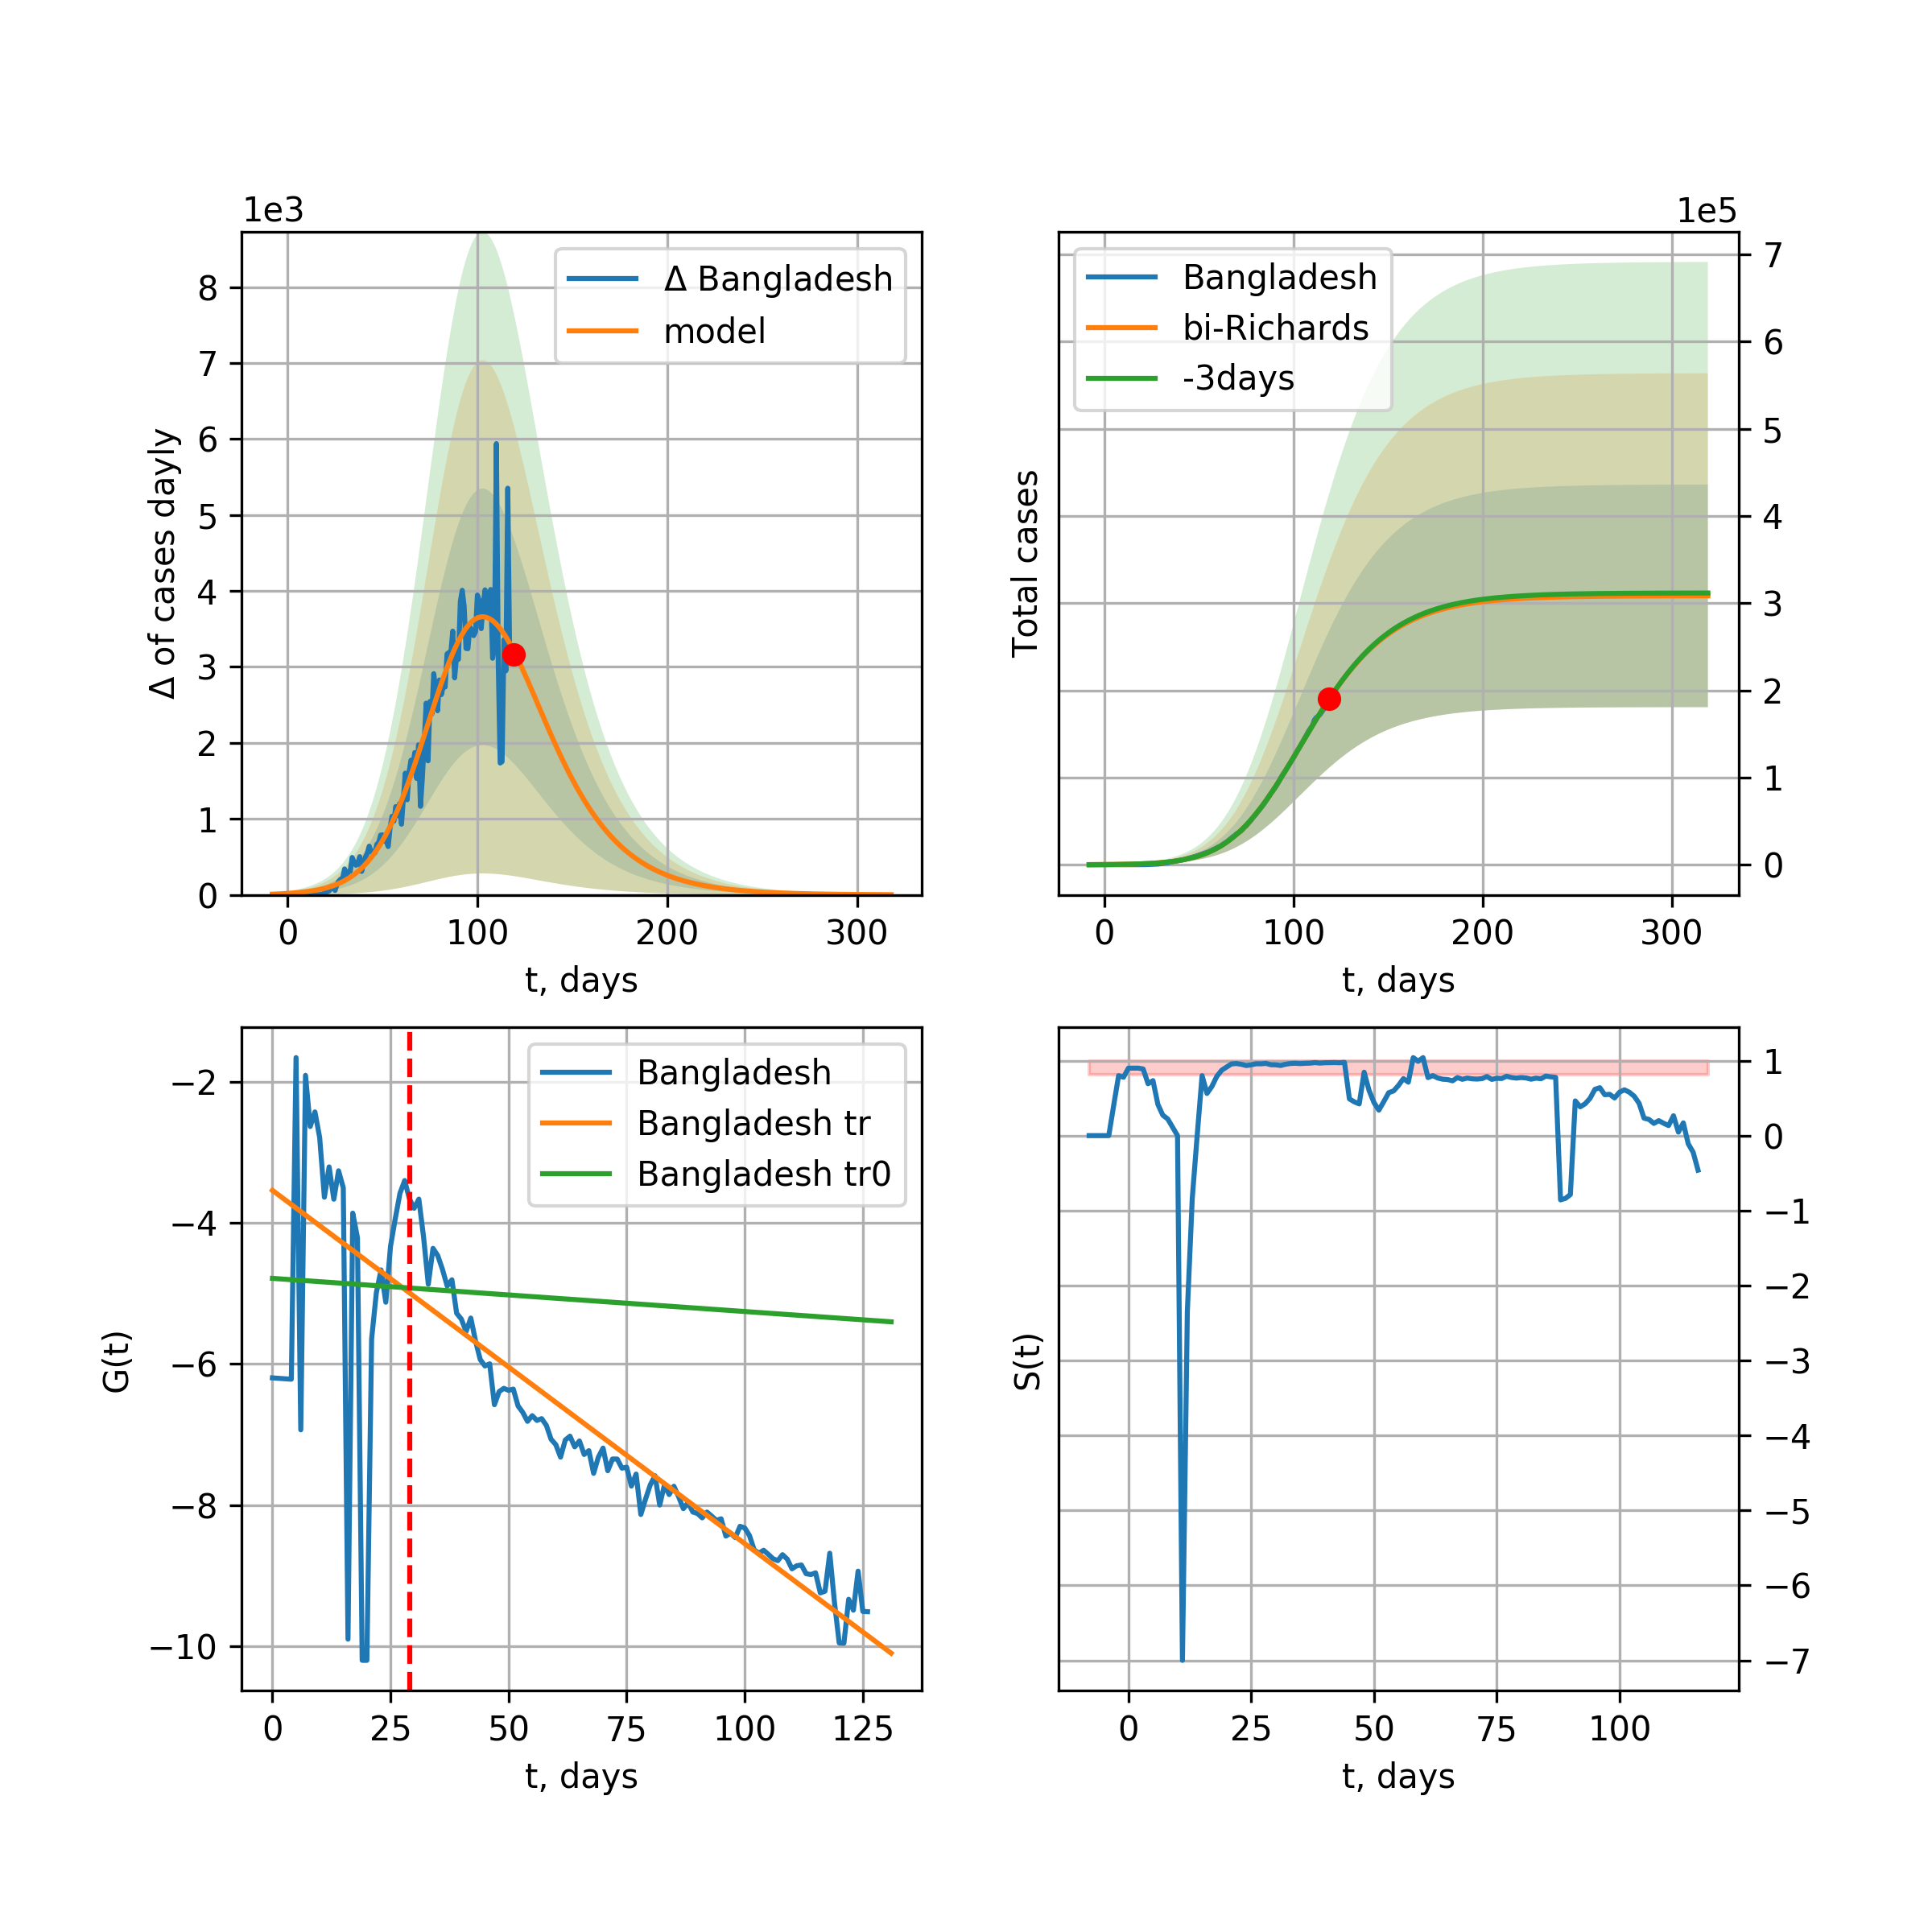 1e3
Δ of cases dayly
8
7
6
5
4
3
2
1
0
Δ Bangladesh
model
0 100 200 300
t, days
1e5
Total cases
Bangladesh
bi-Richards
-3days
7
6
5
4
3
2
1
0
0 100 200 300
t, days
G(t)
−2
−4
−6
−8
−10
Bangladesh
Bangladesh tr
Bangladesh tr0
0 25 50 75 100 125
t, days
S(t)
1
0
−1
−2
−3
−4
−5
−6
−7
0 25 50 75 100
t, days